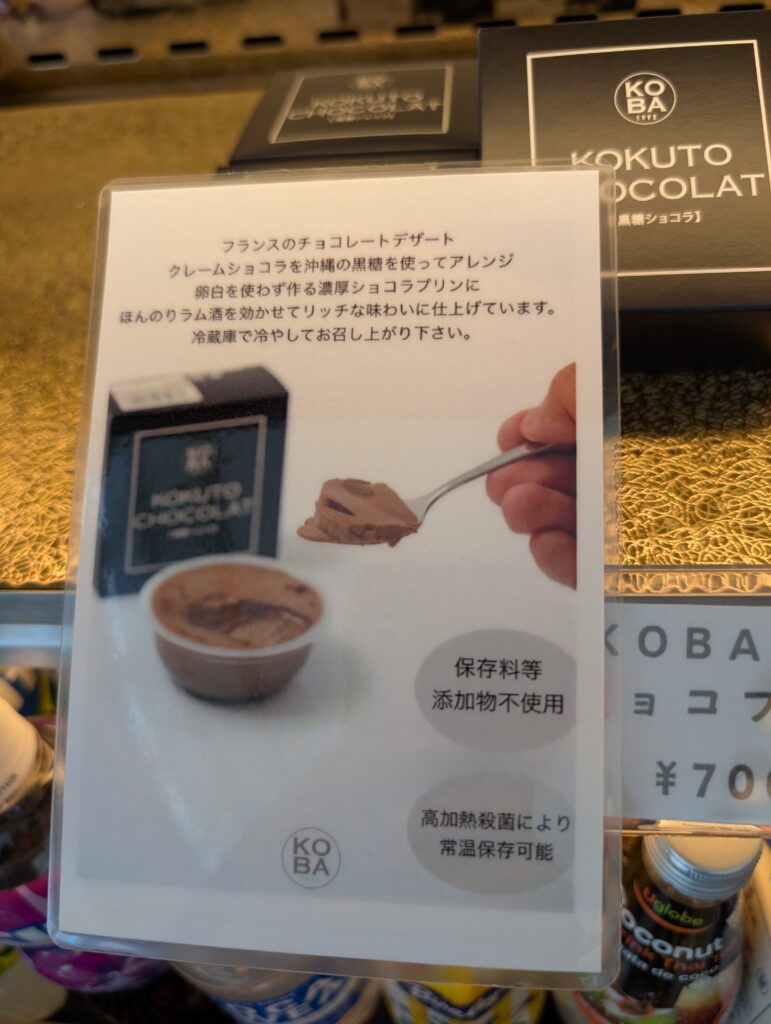 KOKUTO
CHOCOLAT
KO
BA
KOKUTO
CHOCOLAT
黒糖ショコラ】
フランスのチョコレートデザート
クレームショコラを沖縄の黒糖を使ってアレンジ
卵白を使わず作る濃厚ショコラプリンに
ほんのりラム酒を効かせてリッチな味わいに仕上げています。
冷蔵庫で冷やしてお召し上がり下さい。
KOKUTO
CHOCOLAT
保存料等
添加物不使用
高加熱殺菌により
常温保存可能
KO
BA
KOBA
ョコプ
¥700
Uglobe
coconut